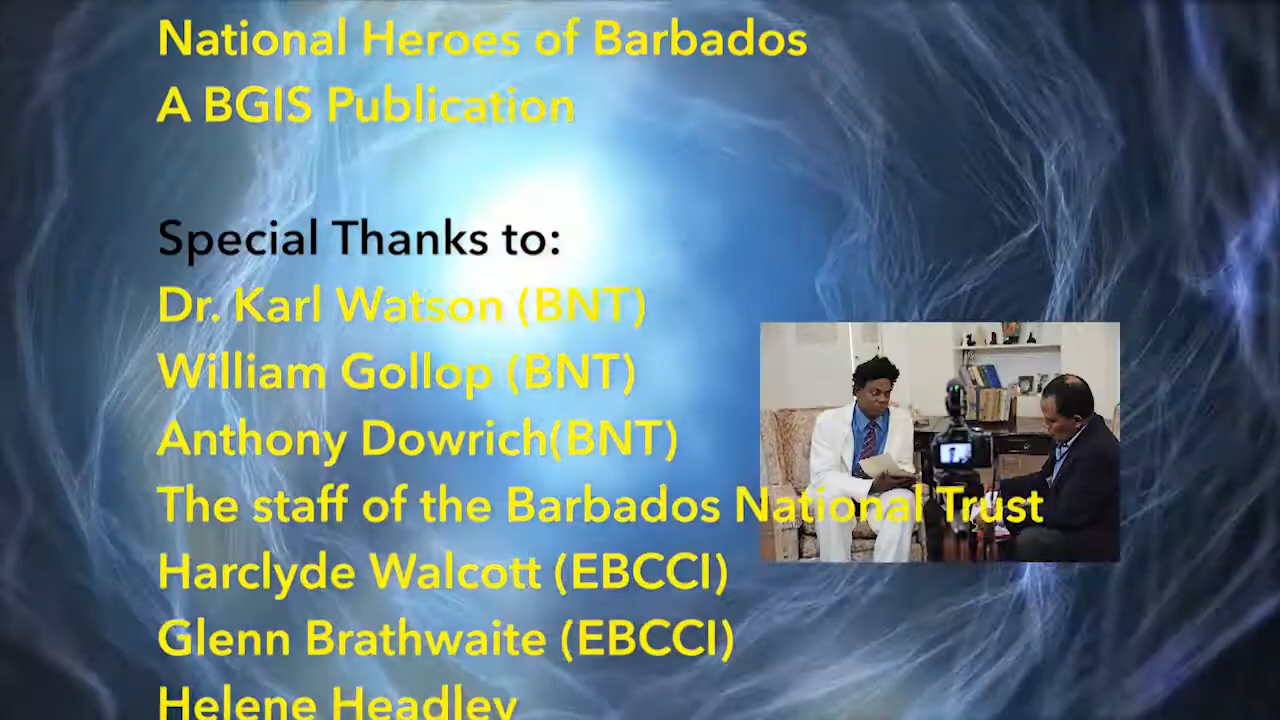 National Heroes of Barbados
A BGIS Publication
Special Thanks to:
Dr. Karl Watson (BNT)
William Gollop (BNT)
Anthony Dowrich(BNT)
The staff of the Barbados National Trust
Harclyde Walcott (EBCCI)
Glenn Brathwaite (EBCCI)
Helene Headley